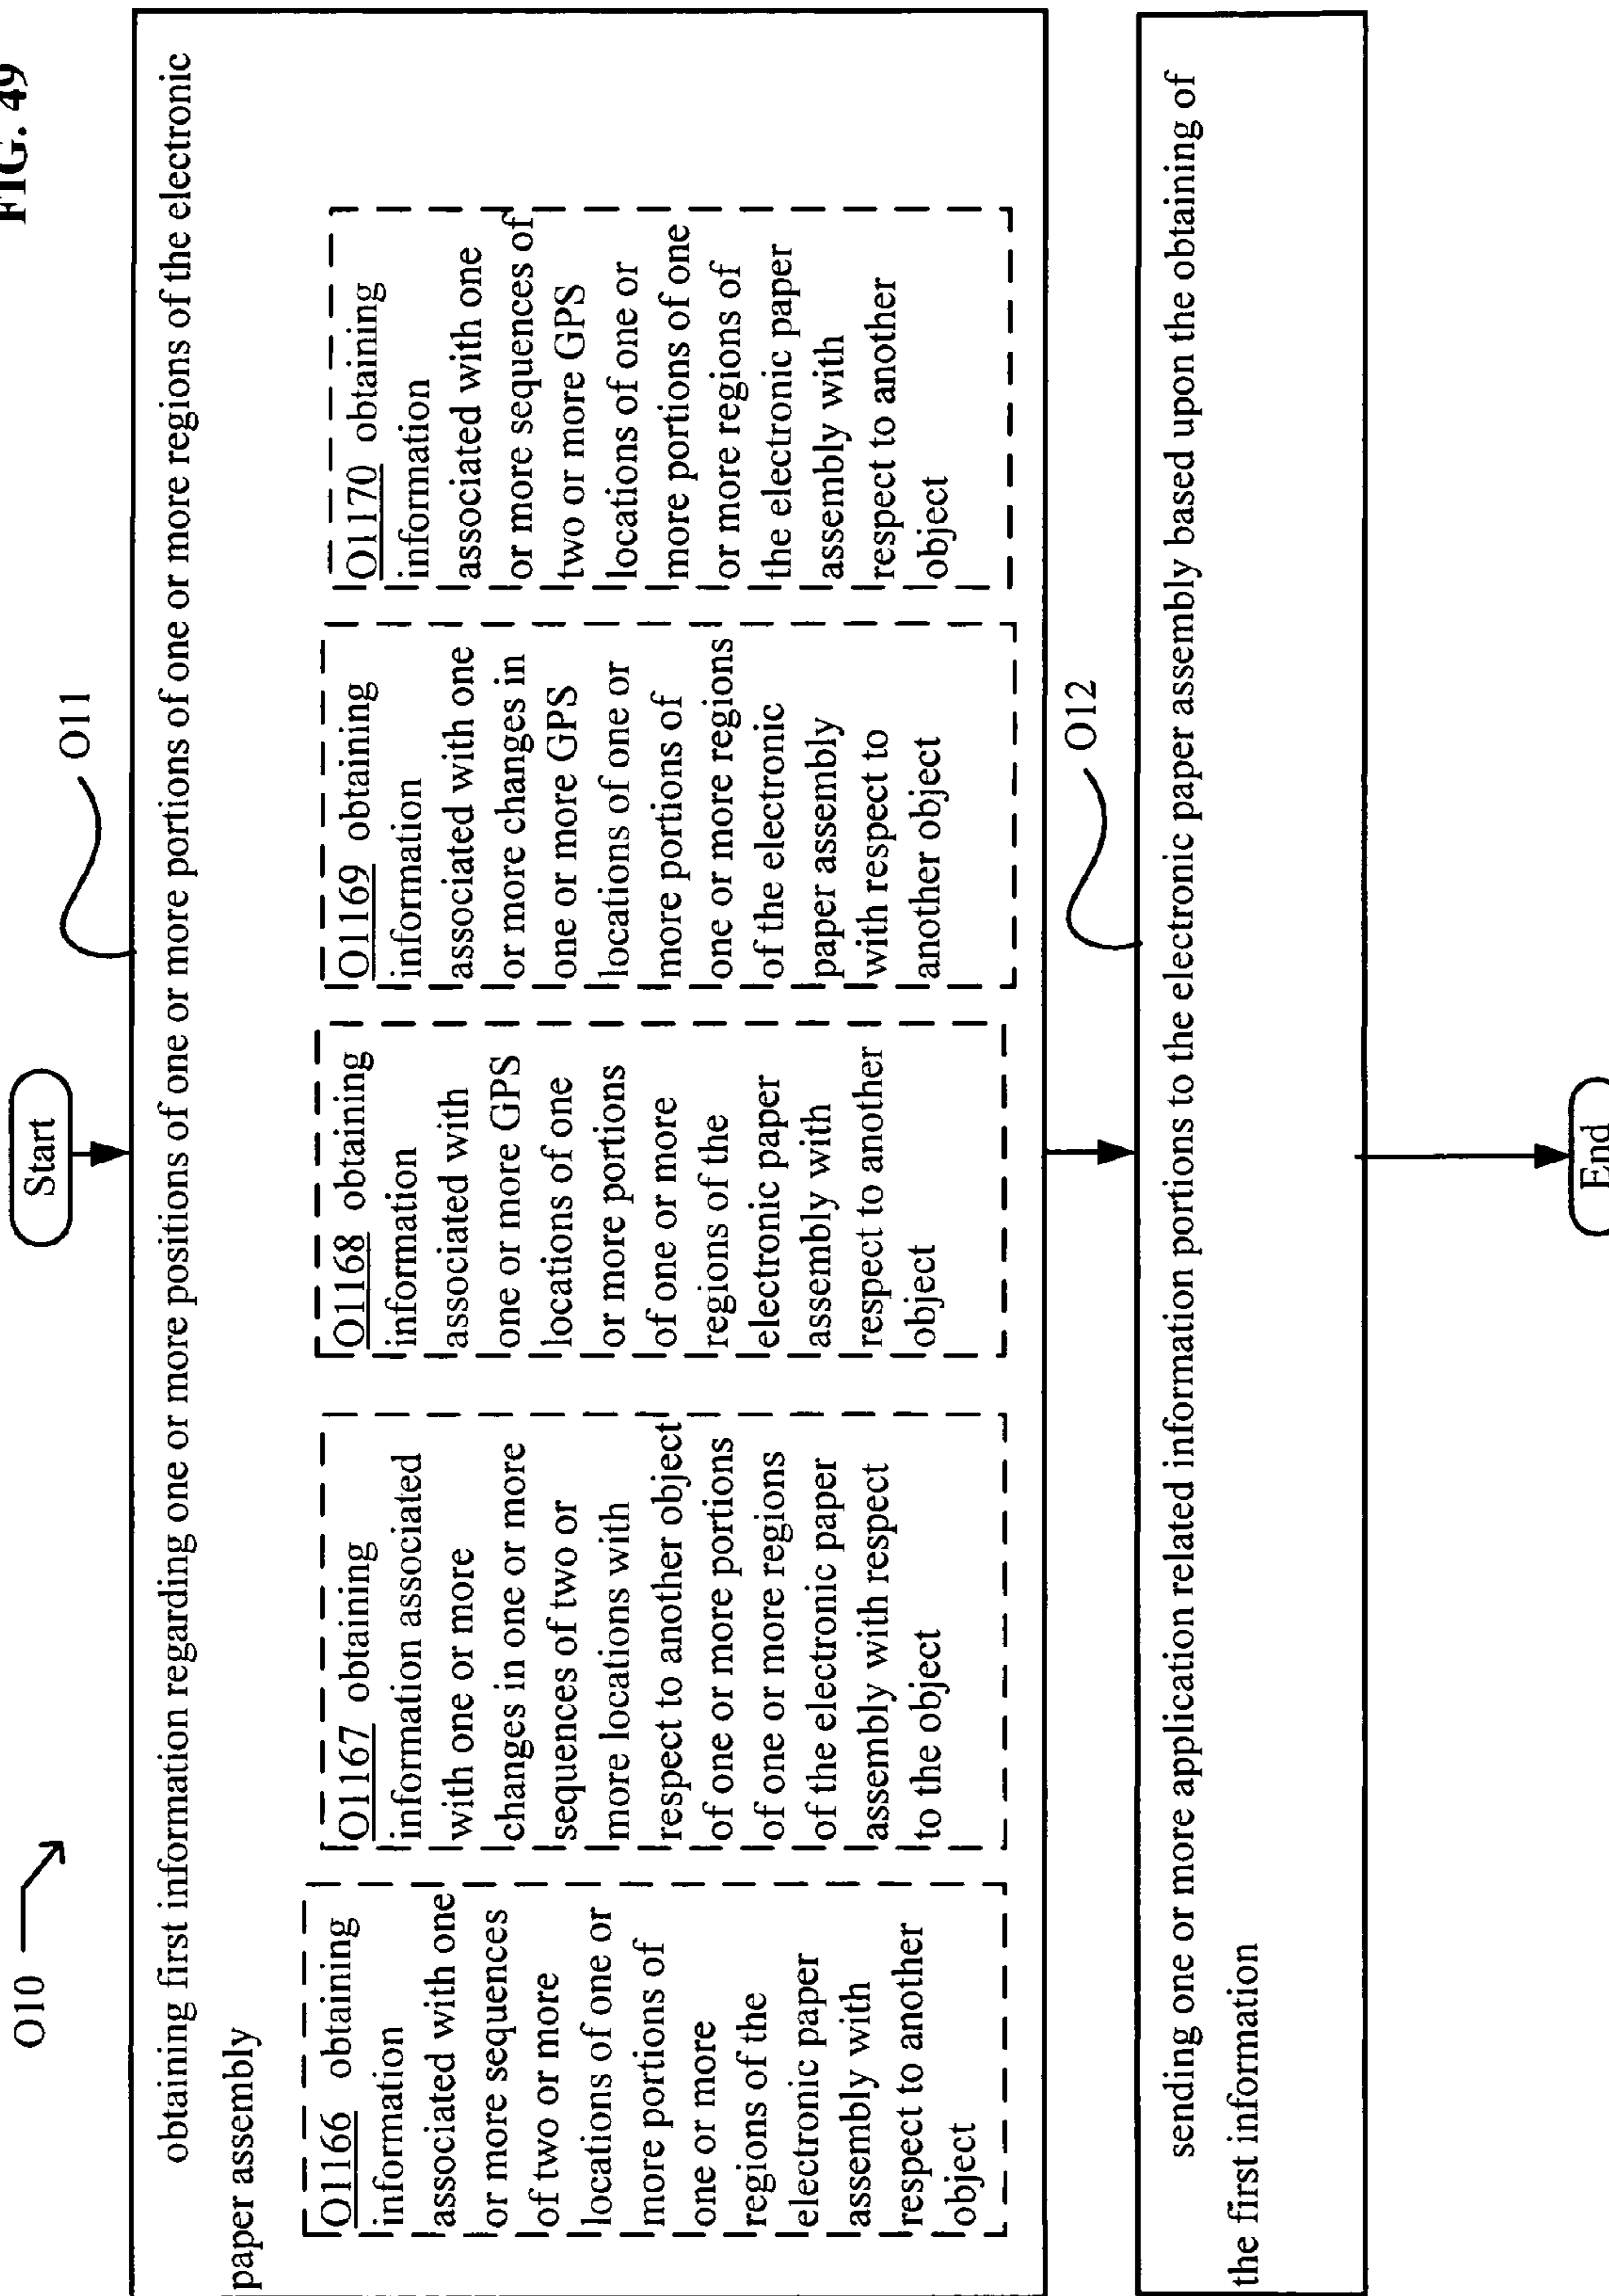 FIG. 49
O10
Start
O11
obtaining first information regarding one or more positions of one or more portions of one or more regions of the electronic
paper assembly
O1166 obtaining
information
associated with one
or more sequences
of two or more
locations of one or
more portions of
one or more
regions of the
electronic paper
assembly with
respect to another
object
O1167 obtaining
information associated
with one or more
changes in one or more
sequences of two or
more locations with
respect to another object
of one or more portions
of one or more regions
of the electronic paper
assembly with respect
to the object
O1168 obtaining
information
associated with
one or more GPS
locations of one
or more portions
of one or more
regions of the
electronic paper
assembly with
respect to another
object
O1169 obtaining
information
associated with one
or more changes in
one or more GPS
locations of one or
more portions of
one or more regions
of the electronic
paper assembly
with respect to
another object
O1170 obtaining
information
associated with one
or more sequences of
two or more GPS
locations of one or
more portions of one
or more regions of
the electronic paper
assembly with
respect to another
object
O12
sending one or more application related information portions to the electronic paper assembly based upon the obtaining of
the first information
End